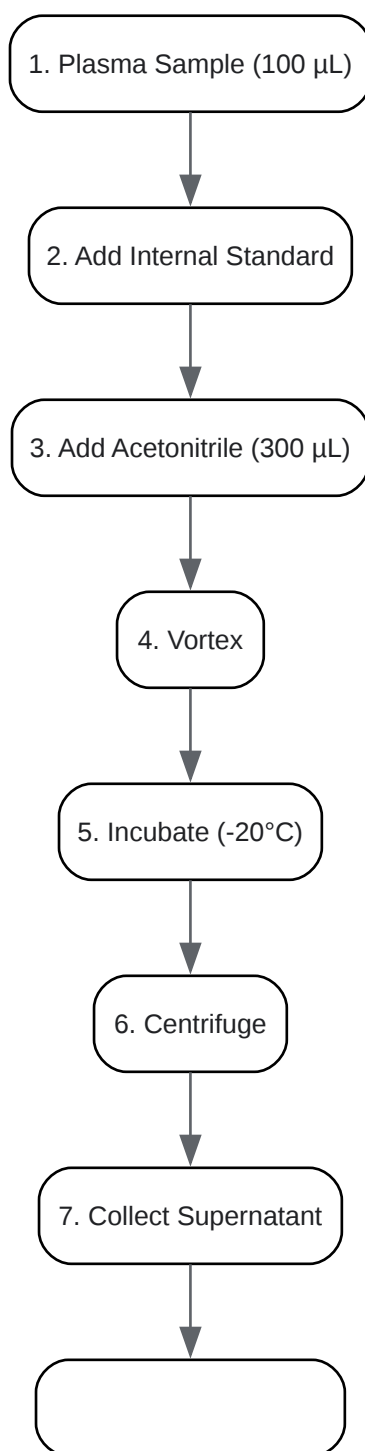 1. Plasma Sample (100 µL)
2. Add Internal Standard
3. Add Acetonitrile (300 µL)
4. Vortex
5. Incubate (-20°C)
6. Centrifuge
7. Collect Supernatant